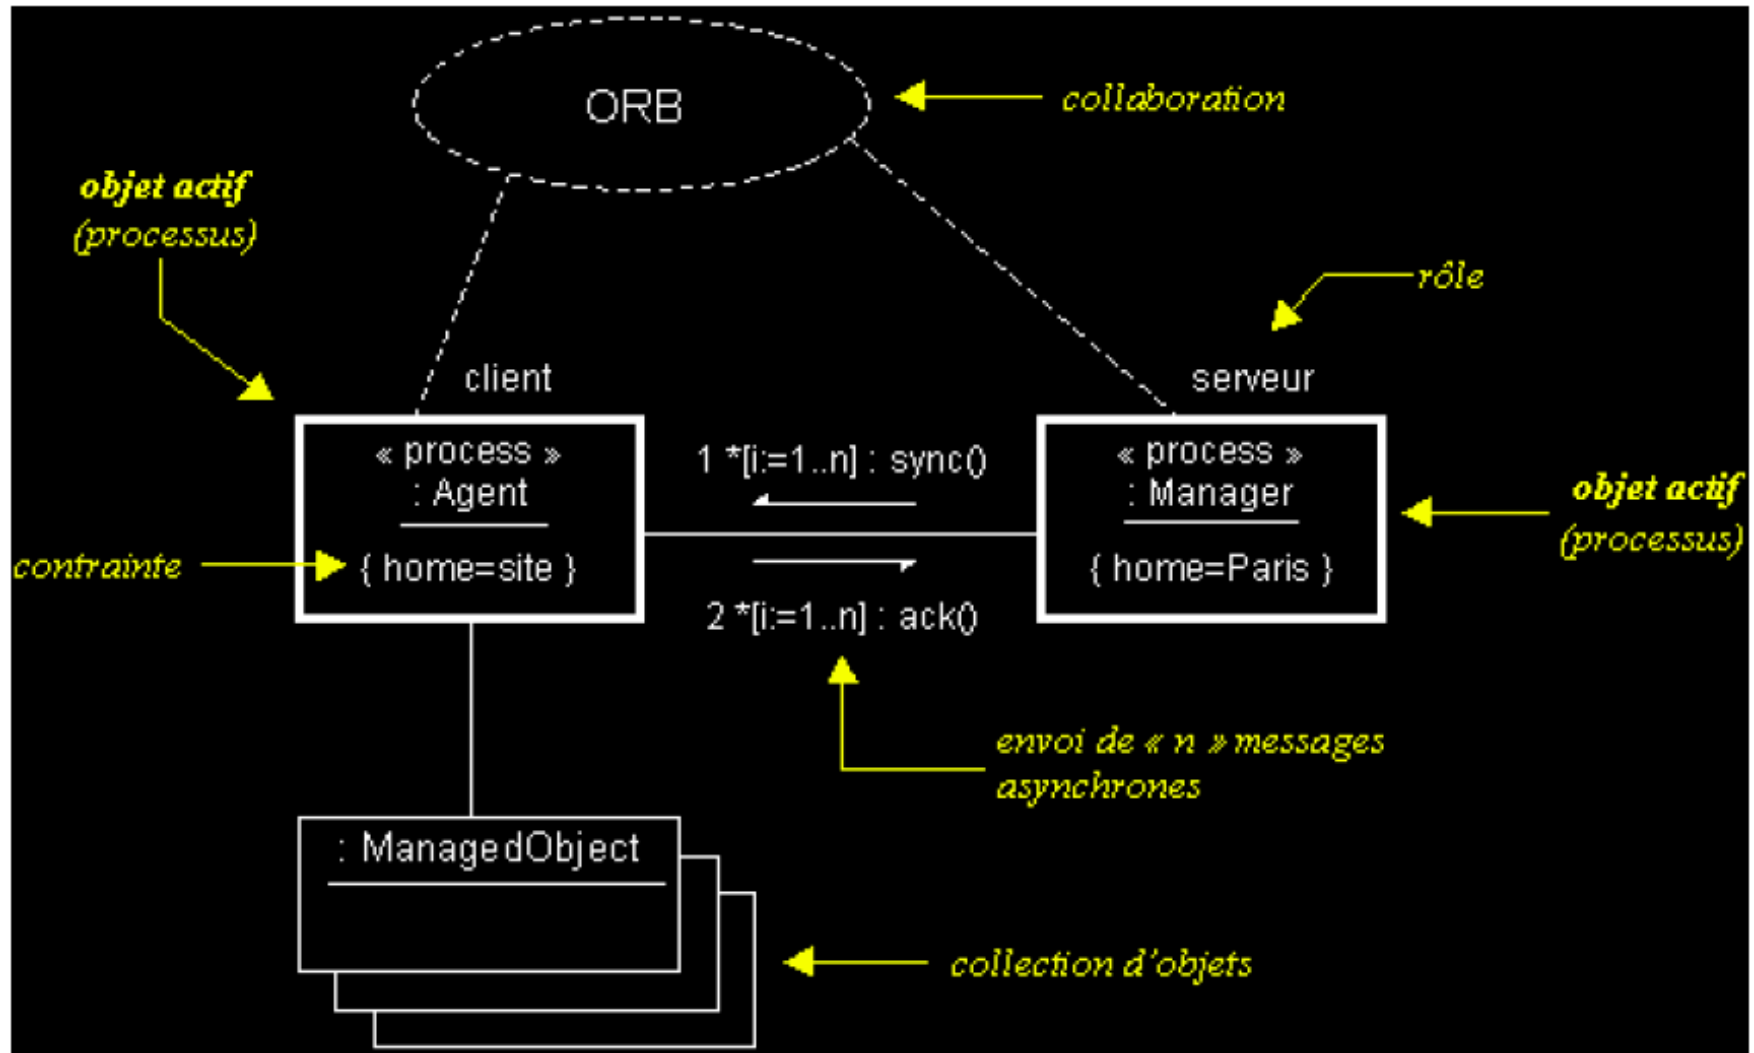 ORB
collaboration
objet actif
(processus)
rôle
client
serveur
« process »
: Agent
{ home=site }
1 *[i:=1..n] : sync()
2 *[i:=1..n] : ack()
« process »
: Manager
{ home=Paris }
objet actif
(processus)
contrainte
envoi de « n » messages
asynchrones
: ManagedObject
collection d'objets